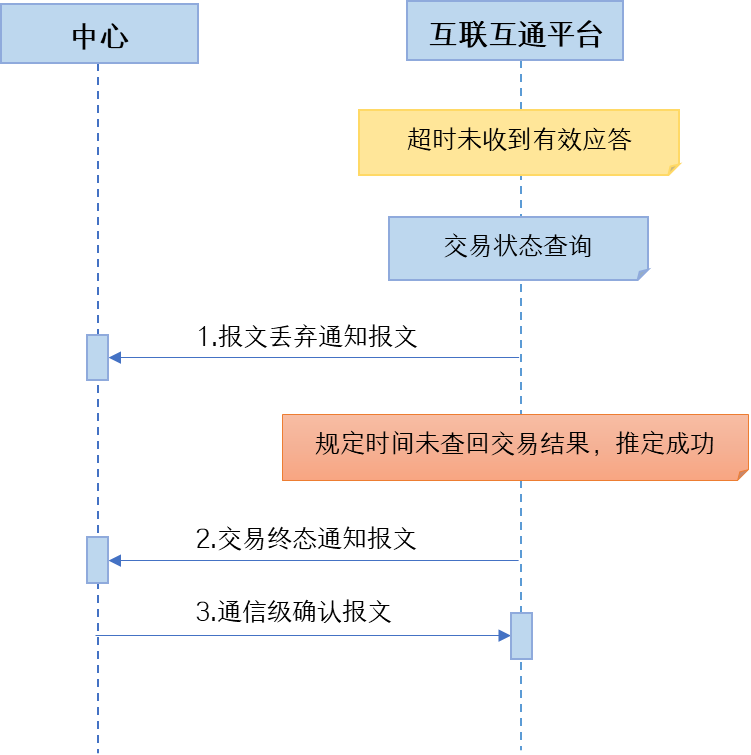 中心
互联互通平台
超时未收到有效应答
交易状态查询
1.报文丢弃通知报文
规定时间未查回交易结果，推定成功
2.交易终态通知报文
3.通信级确认报文